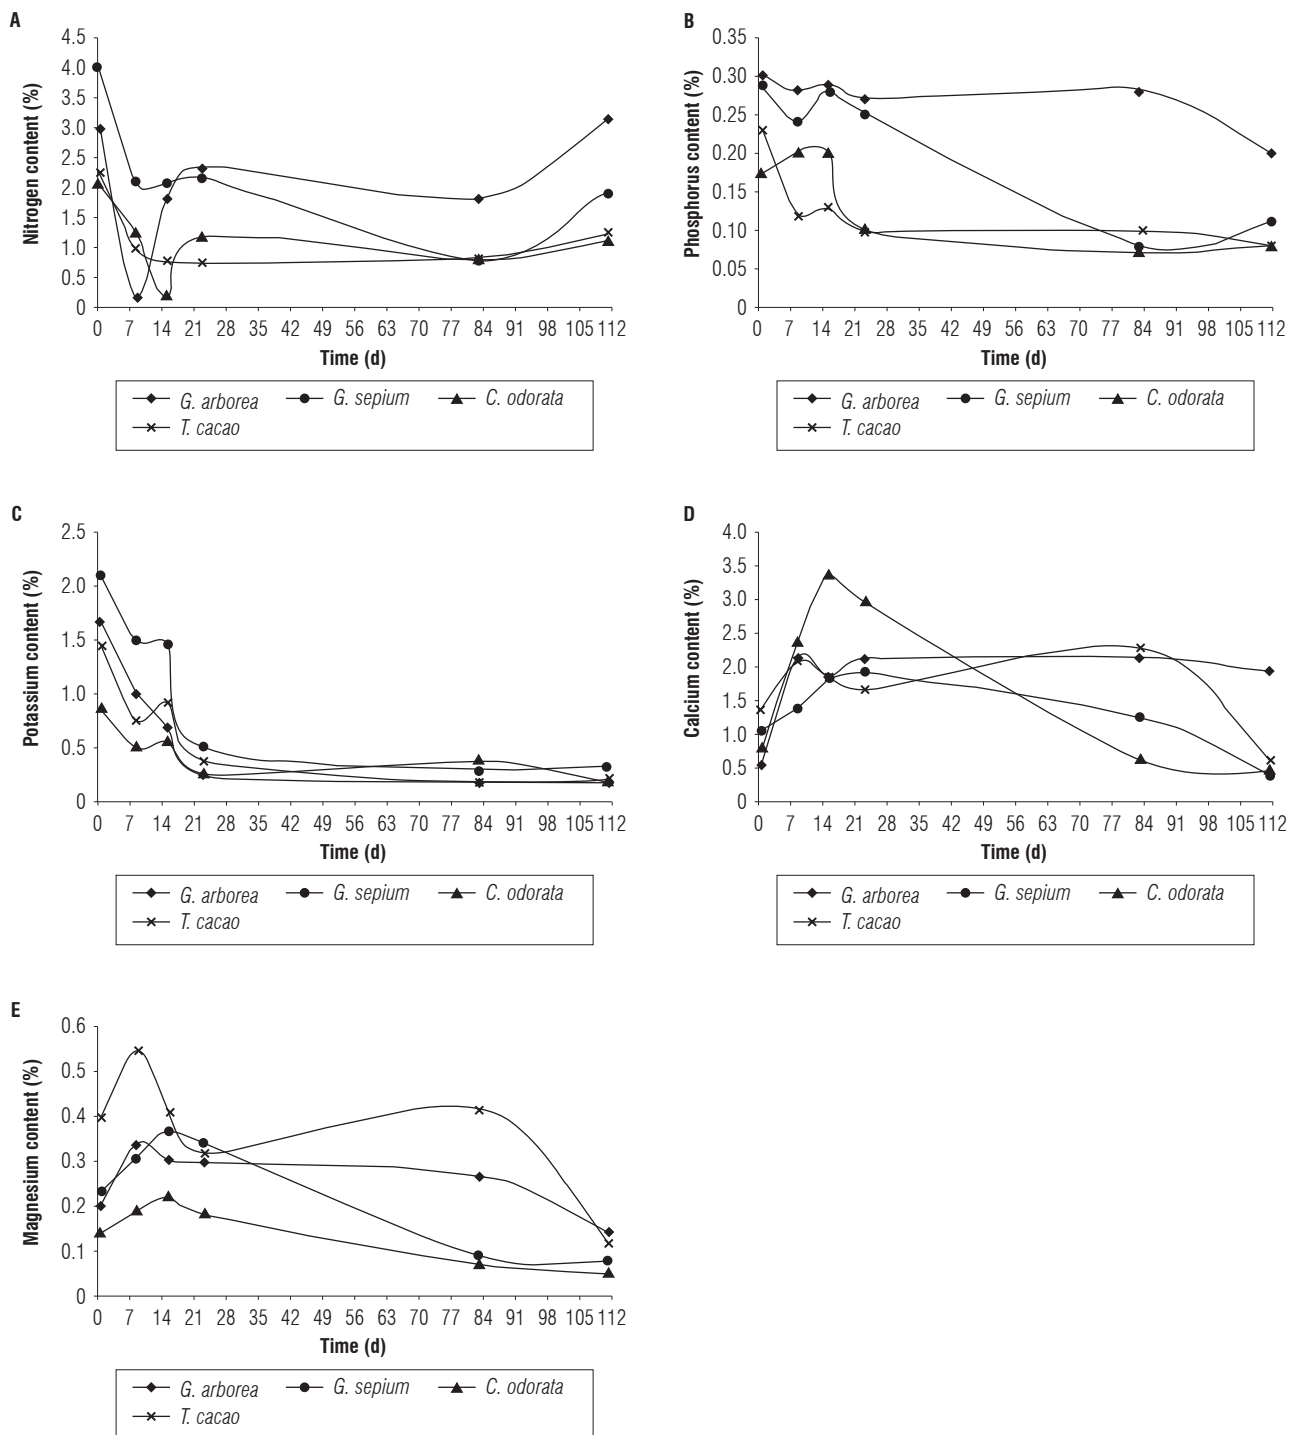 A
Nitrogen content (%)
4.5
4.0
3.5
3.0
2.5
2.0
1.5
1.0
0.5
0
0 7 14 21 28 35 42 49 56 63 70 77 84 91 98 105 112
Time (d)
G. arborea G. sepium C. odorata
T. cacao
B
Phosphorus content (%)
0.35
0.30
0.25
0.20
0.15
0.10
0.05
0
0 7 14 21 28 35 42 49 56 63 70 77 84 91 98 105 112
Time (d)
G. arborea G. sepium C. odorata
T. cacao
C
Potassium content (%)
2.5
2.0
1.5
1.0
0.5
0
0 7 14 21 28 35 42 49 56 63 70 77 84 91 98 105 112
Time (d)
G. arborea G. sepium C. odorata
T. cacao
D
Calcium content (%)
4.0
3.5
3.0
2.5
2.0
1.5
1.0
0.5
0
0 7 14 21 28 35 42 49 56 63 70 77 84 91 98 105 112
Time (d)
G. arborea G. sepium C. odorata
T. cacao
E
Magnesium content (%)
0.6
0.5
0.4
0.3
0.2
0.1
0
0 7 14 21 28 35 42 49 56 63 70 77 84 91 98 105 112
Time (d)
G. arborea G. sepium C. odorata
T. cacao